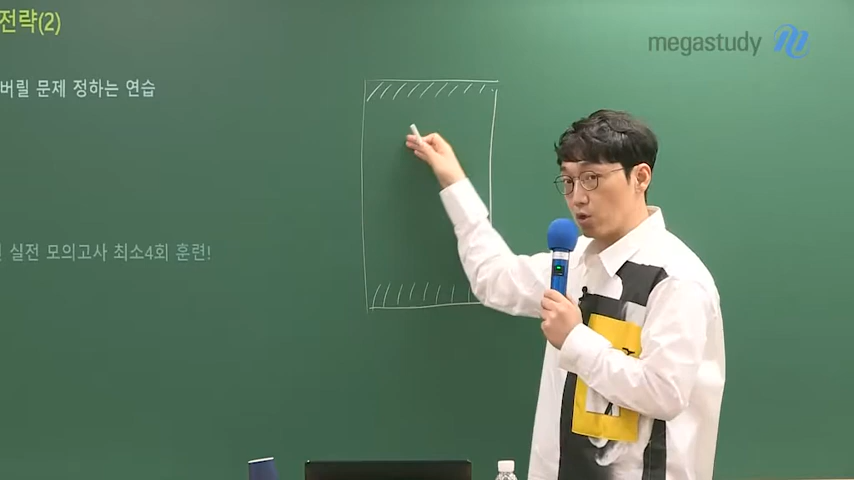 전략(2)
megastudy
버릴 문제 정하는 연습
실전 모의고사 최소4회 훈련!